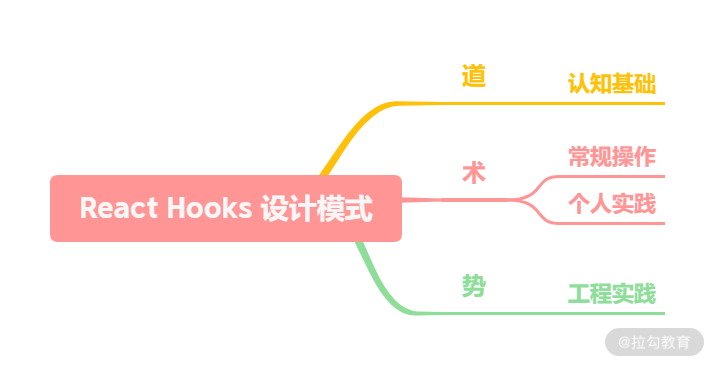 道
认知基础
常规操作
术
React Hooks 设计模式
个人实践
势
工程实践
@拉勾教育